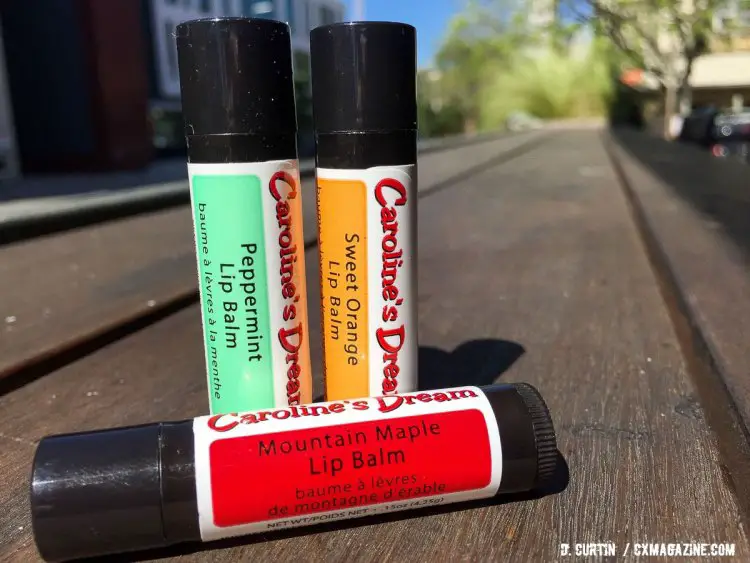 Caroline's Dream
Peppermint
Lip Balm
baume à lèvres à la menthe
Caroline's Dream
Sweet Orange
Lip Balm
Caroline's Dream
Mountain Maple
Lip Balm
baume à lèvres
de montagne d'érable
NET WT/POIDS NET - .15oz (4.25g)
D. CURTIN / CXMAGAZINE.COM